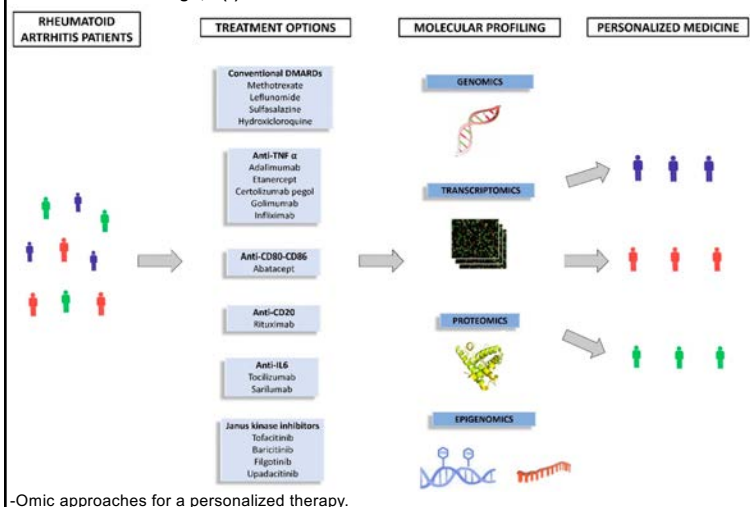 RHEUMATOID
ARTRHITIS PATIENTS
TREATMENT OPTIONS
MOLECULAR PROFILING
PERSONALIZED MEDICINE
Conventional DMARDs
Methotrexate
Leflunomide
Sulfasalazine
Hydroxicloroquine
Anti-TNF α
Adalimumab
Etanercept
Certolizumab pegol
Golimumab
Infliximab
Anti-CD80-CD86
Abatacept
Anti-CD20
Rituximab
Anti-IL6
Tocilizumab
Sarilumab
Janus kinase inhibitors
Tofacitinib
Baricitinib
Filgotinib
Upadacitinib
GENOMICS
TRANSCRIPTOMICS
PROTEOMICS
EPIGENOMICS
-Omic approaches for a personalized therapy.